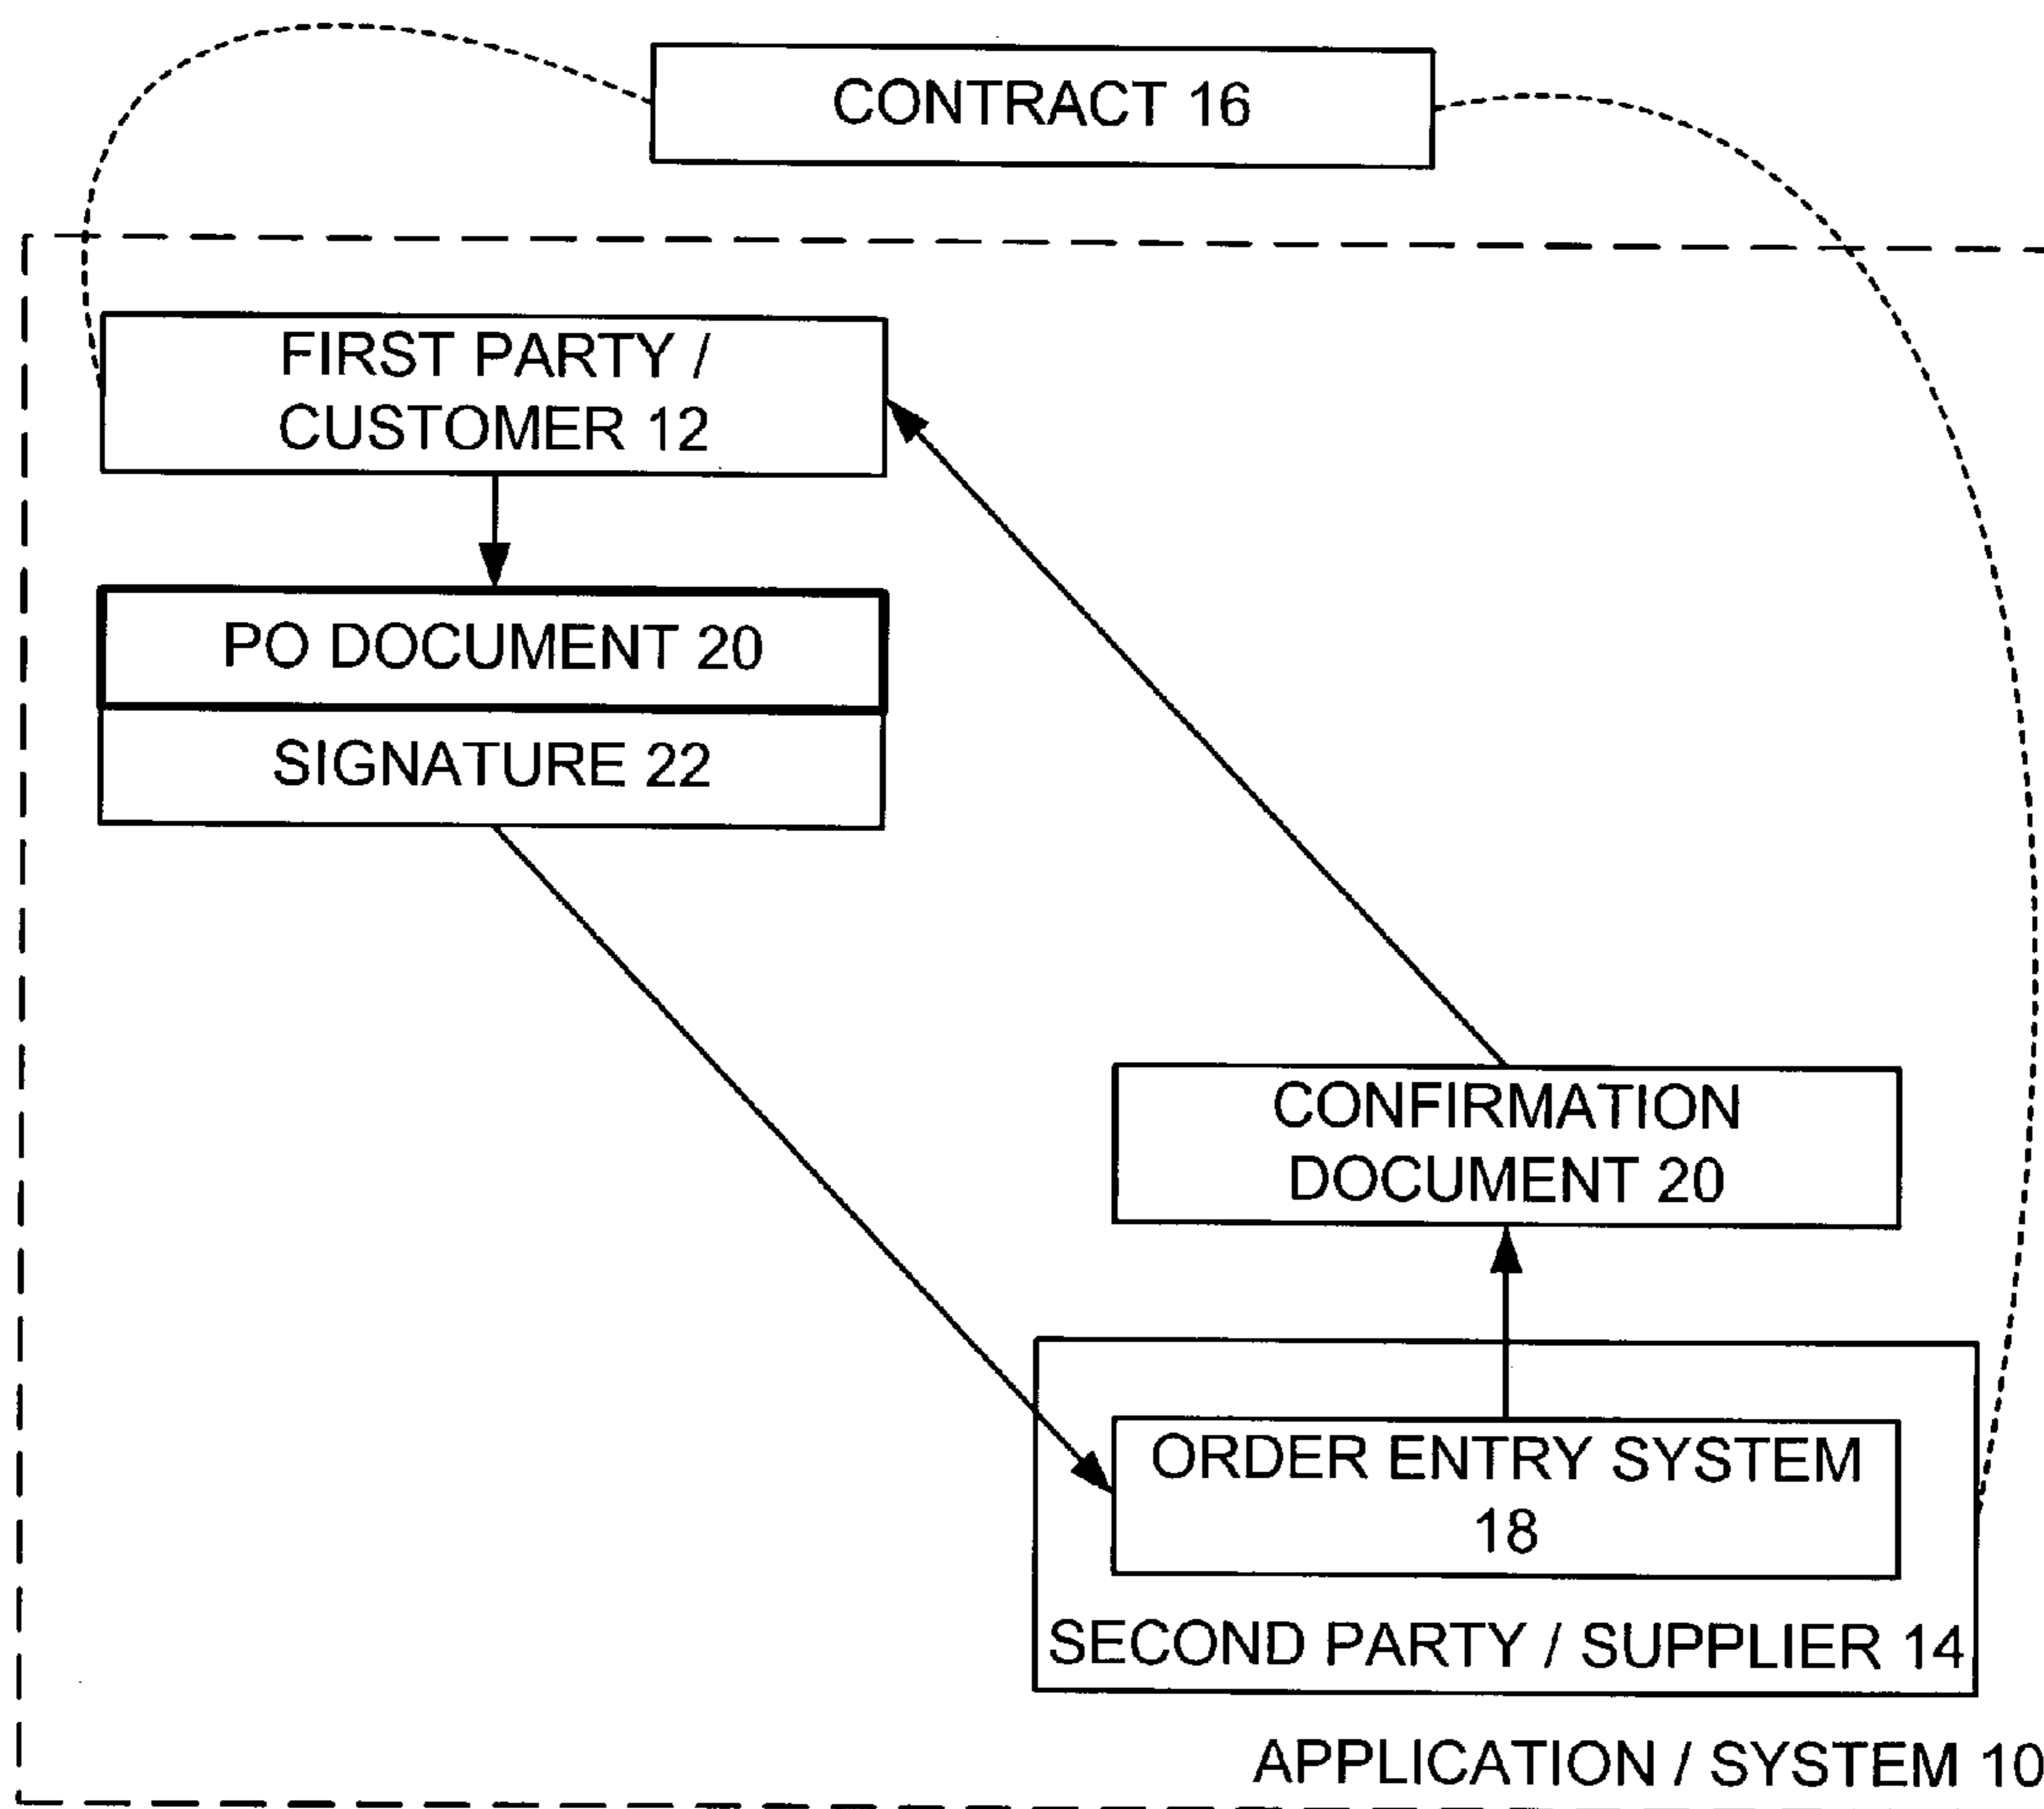 CONTRACT 16
FIRST PARTY /
CUSTOMER 12
PO DOCUMENT 20
SIGNATURE 22
CONFIRMATION
DOCUMENT 20
ORDER ENTRY SYSTEM
18
SECOND PARTY / SUPPLIER 14
APPLICATION / SYSTEM 10